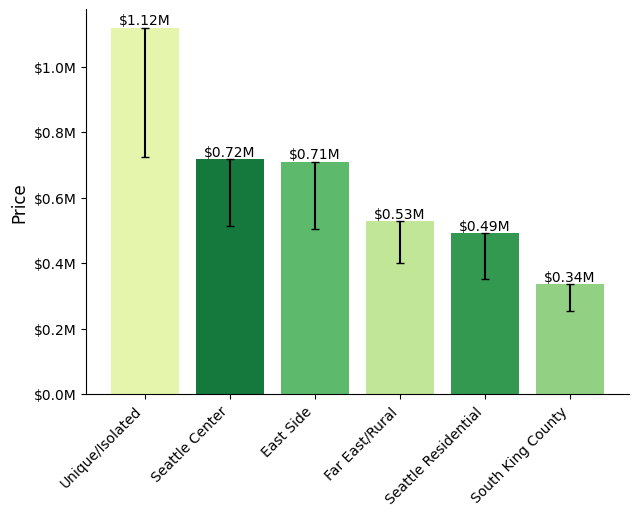 $1.12M
$1.0M
$0.72M
$0.71M
$0.8M
$0.6M
$0.53M
$0.49M
$0.4M
$0.34M
$0.2M
$0.0M
Price
Unique/Isolated
Seattle Center
East Side
Far East/Rural
Seattle Residential
South King County